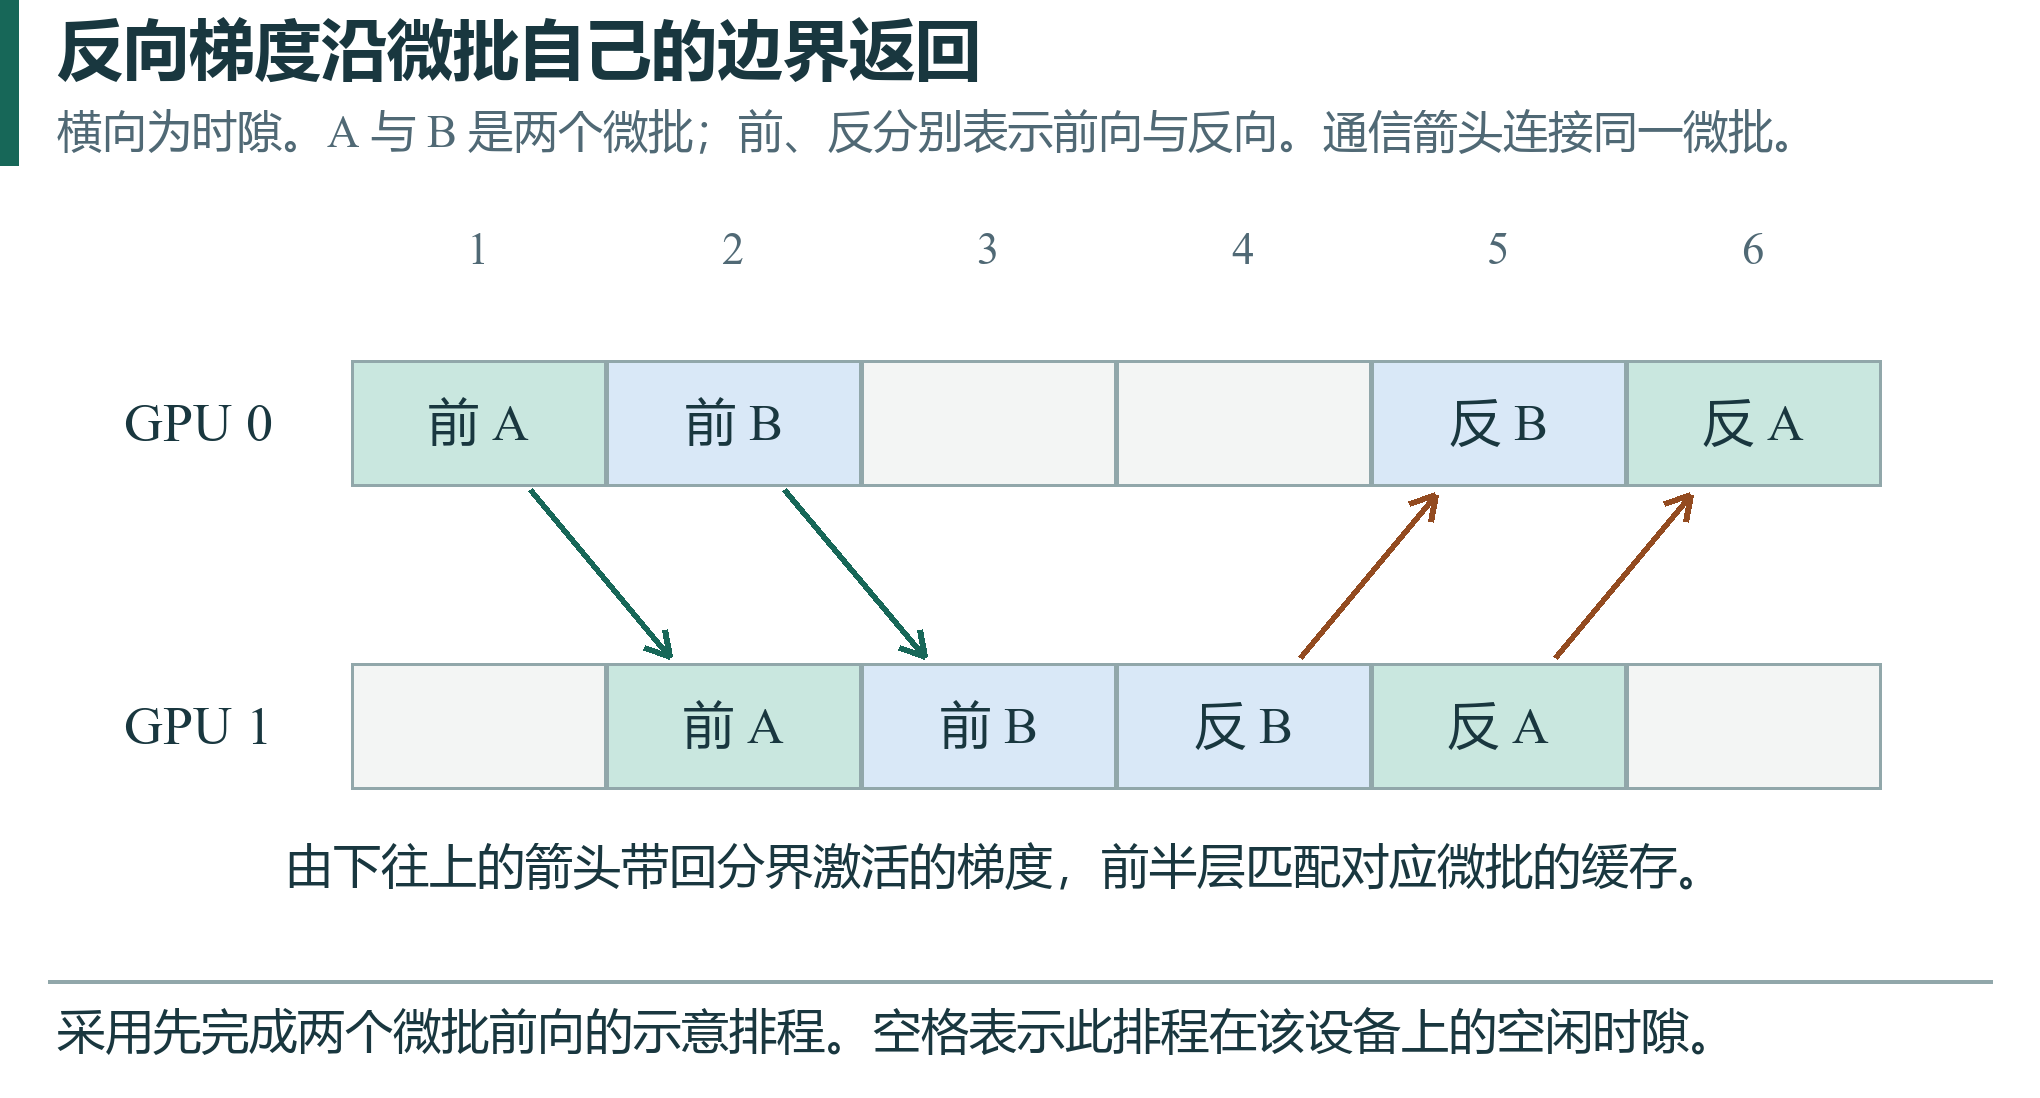 反向梯度沿微批自己的边界返回
横向为时隙。A 与 B 是两个微批；前、反分别表示前向与反向。通信箭头连接同一微批。
1 2 3 4 5 6
GPU 0 前 A 前 B 反 B 反 A
GPU 1 前 A 前 B 反 B 反 A
由下往上的箭头带回分界激活的梯度，前半层匹配对应微批的缓存。
采用先完成两个微批前向的示意排程。空格表示此排程在该设备上的空闲时隙。